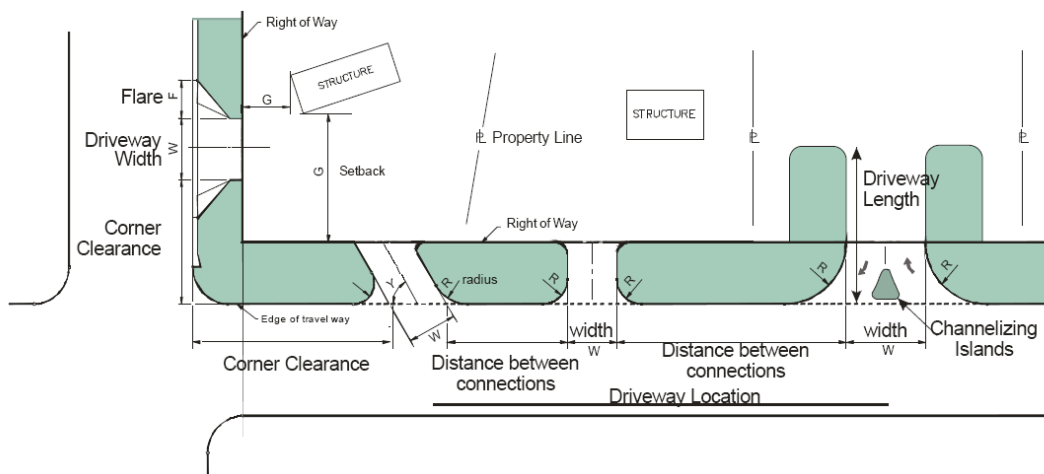 Right of Way
STRUCTURE
Flare
F
G
STRUCTURE
Driveway
Width
W
℄ Property Line
℄
℄
G
Setback
Driveway
Length
Corner
Clearance
Right of Way
R
radius
Y
R
R
R
R
Edge of travel way
W
width
W
width
W
Channelizing
Islands
Corner Clearance
Distance between
connections
Distance between
connections
Driveway Location